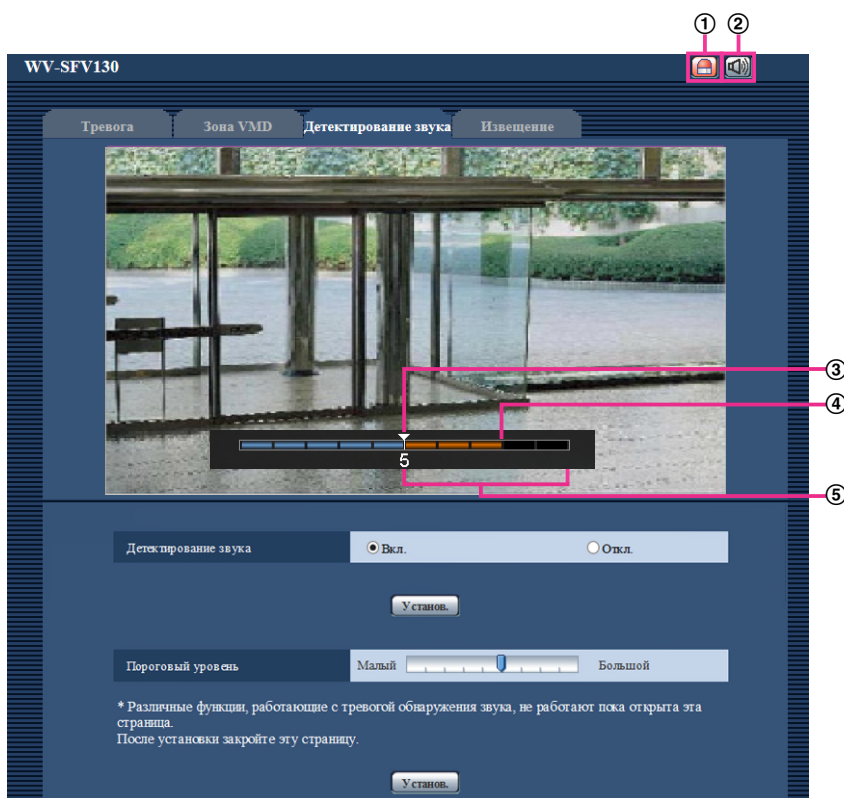 ① ②
WV-SFV130
Тревога Зона VMD Детектирование звука Извещение
③
④
5
⑤
Детектирование звука Вкл. Откл.
Установ.
Пороговый уровень Малый Большой
* Различные функции, работающие с тревогой обнаружения звука, не работают пока открыта эта
страница.
После установки закройте эту страницу.
Установ.